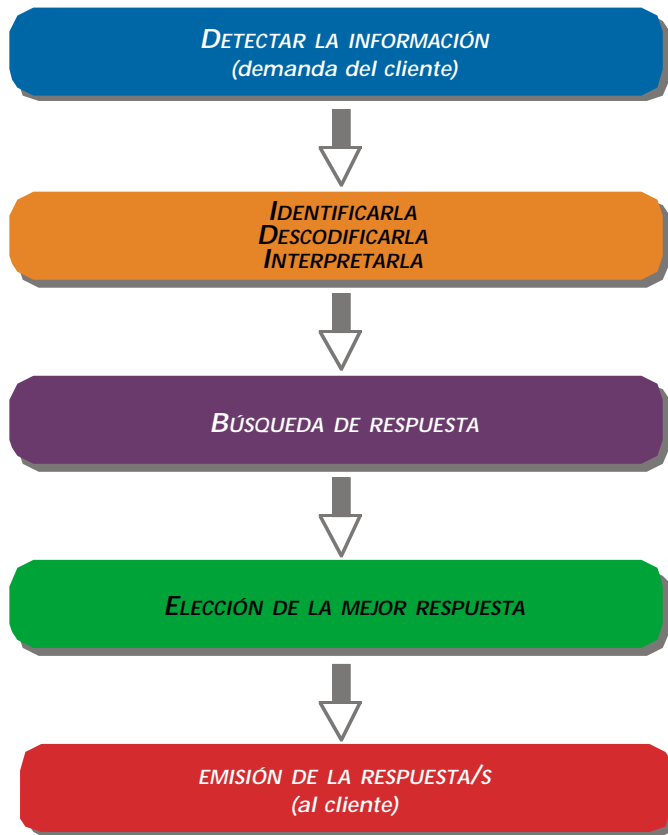 DETECTAR LA INFORMACIÓN
(demanda del cliente)
IDENTIFICARLA
DESCODIFICARLA
INTERPRETARLA
BÚSQUEDA DE RESPUESTA
ELECCIÓN DE LA MEJOR RESPUESTA
EMISIÓN DE LA RESPUESTA/S
(al cliente)